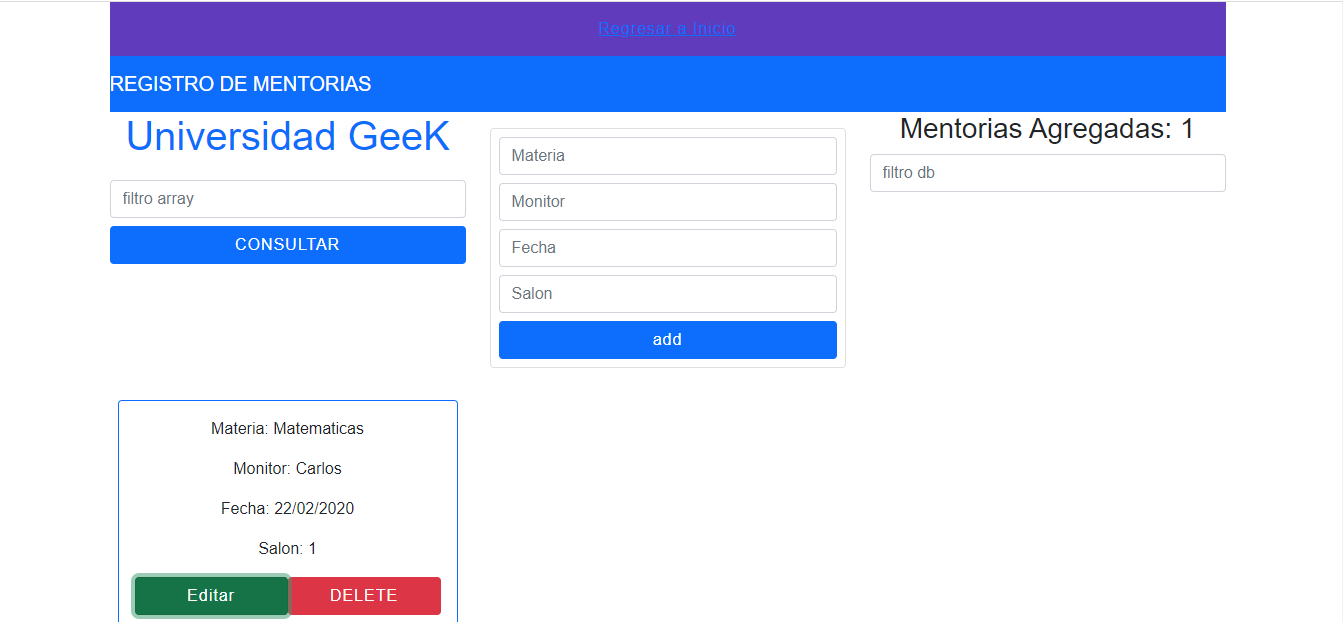 Regresar a Inicio
REGISTRO DE MENTORIAS
Universidad GeeK
filtro array
CONSULTAR
Materia
Monitor
Fecha
Salon
add
Mentorias Agregadas: 1
filtro db
Materia: Matematicas
Monitor: Carlos
Fecha: 22/02/2020
Salon: 1
Editar DELETE